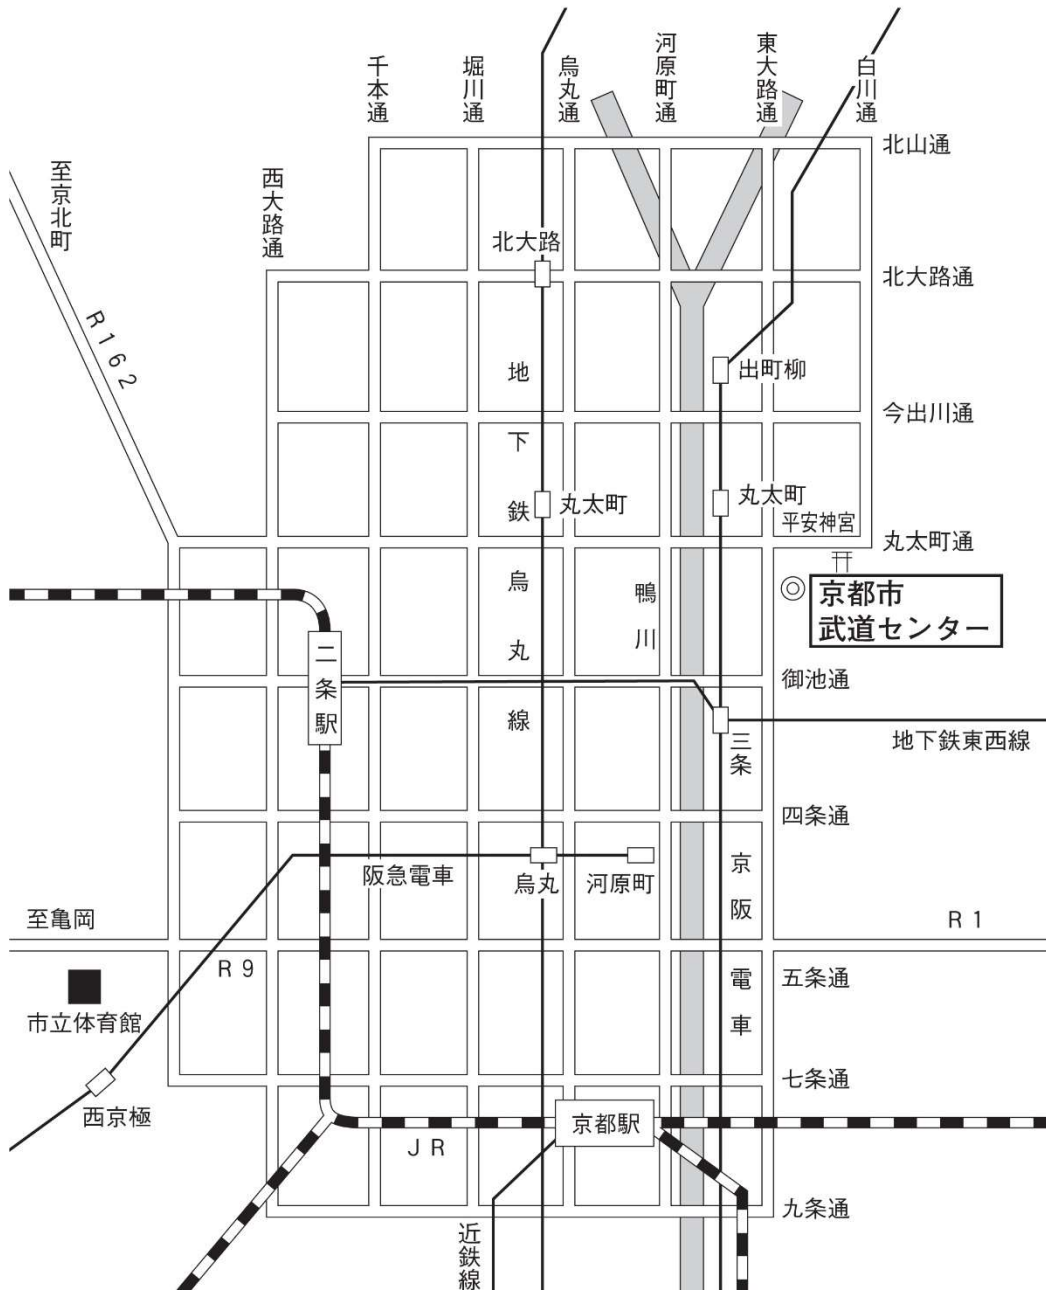 千本通
堀川通
烏丸通
河原町通
東大路通
白川通
北山通
至京北町
西大路通
北大路
北大路通
R162
地下鉄烏丸線
出町柳
今出川通
丸太町
丸太町
平安神宮
丸太町通
鴨川
京都市
武道センター
二条駅
御池通
三条
地下鉄東西線
四条通
阪急電車
烏丸
河原町
京阪電車
至亀岡
R1
R9
五条通
市立体育館
七条通
西京極
京都駅
JR
九条通
近鉄線